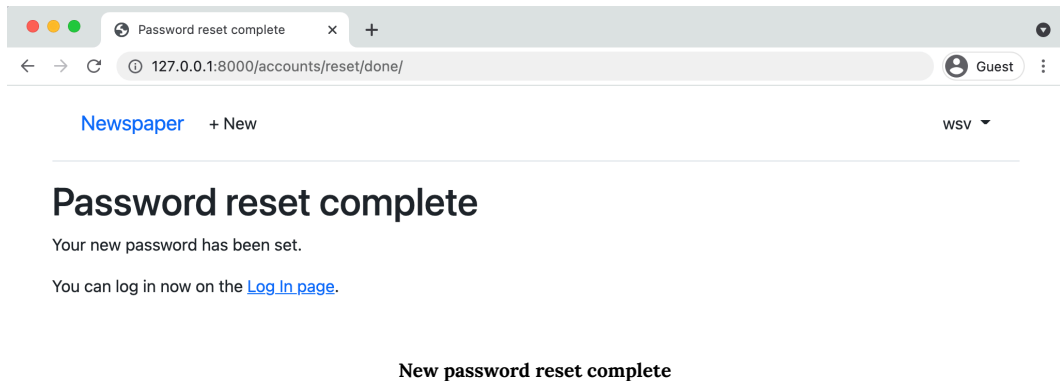 Password reset complete
127.0.0.1:8000/accounts/reset/done/
Guest
Newspaper + New wsv
Password reset complete
Your new password has been set.
You can log in now on the Log In page.
New password reset complete